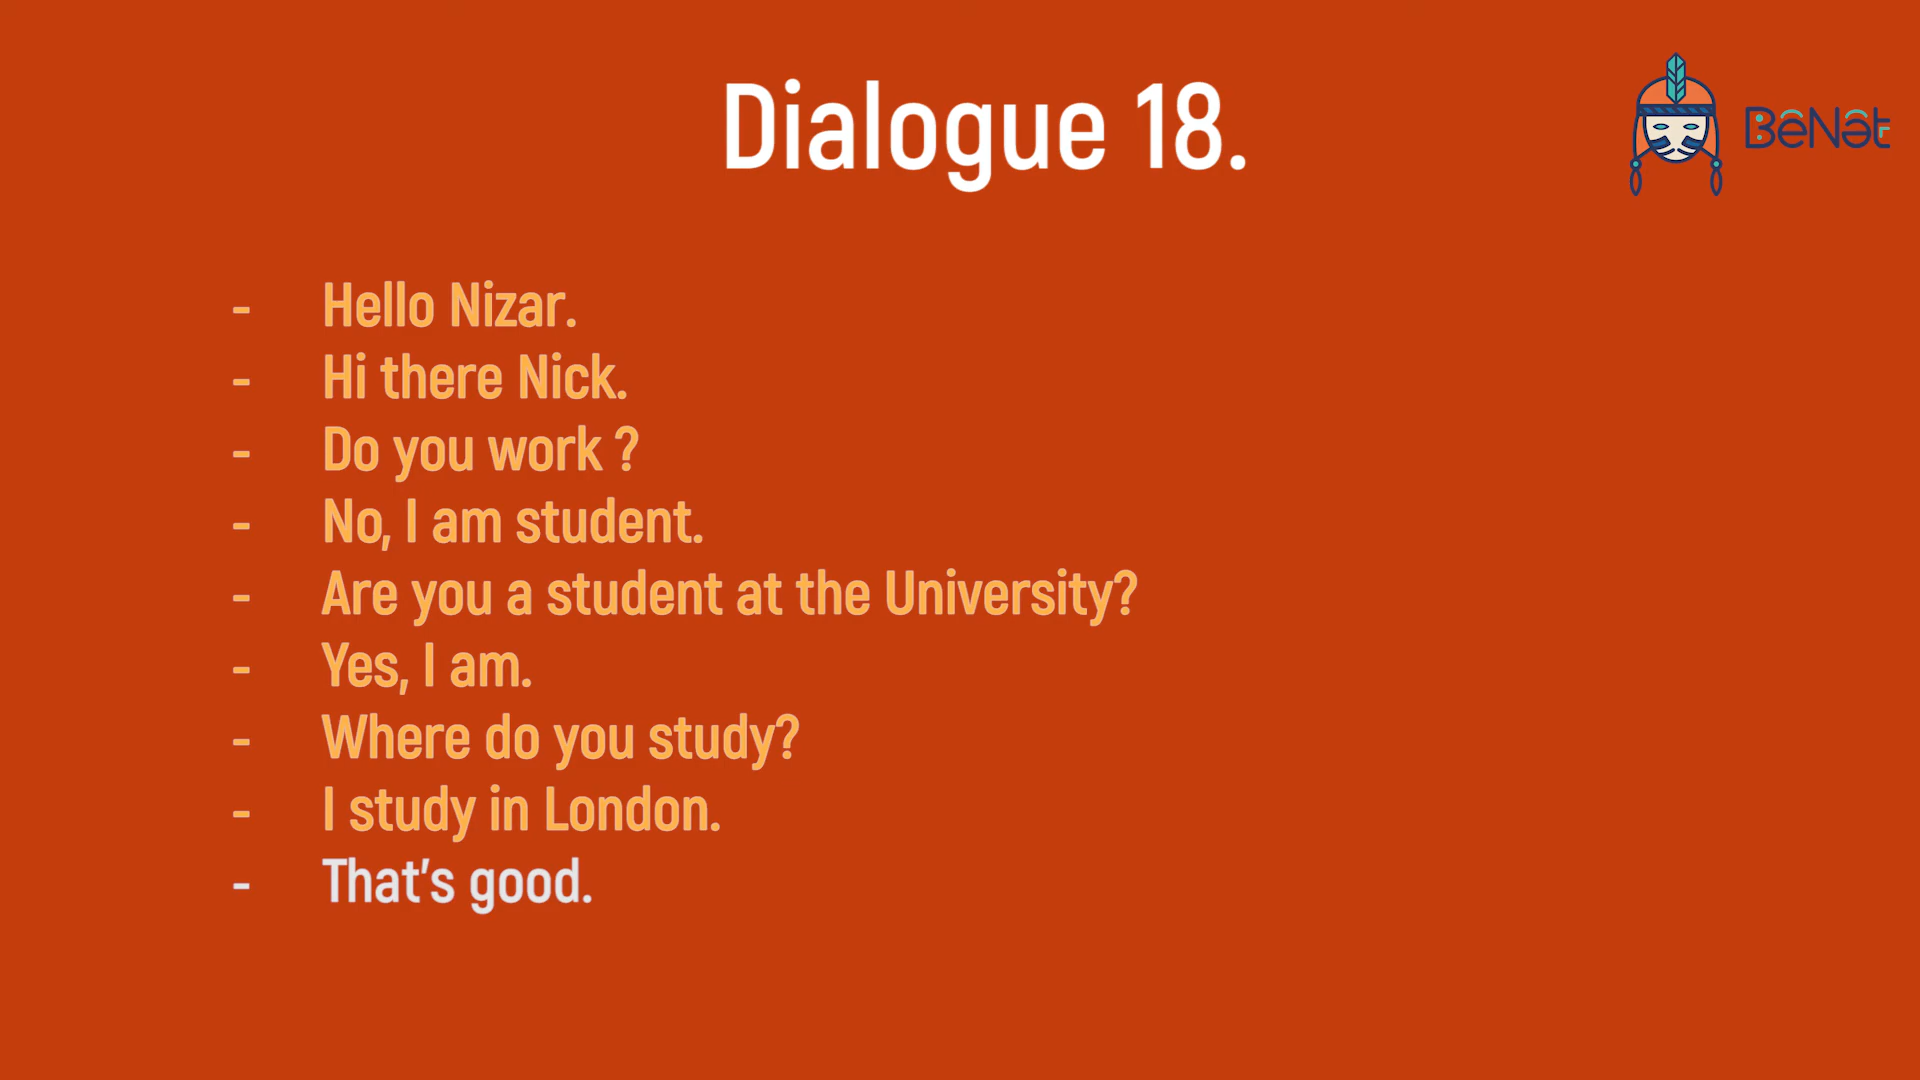 Dialogue 18.
BeNat
- Hello Nizar.
- Hi there Nick.
- Do you work ?
- No, I am student.
- Are you a student at the University?
- Yes, I am.
- Where do you study?
- I study in London.
- That's good.